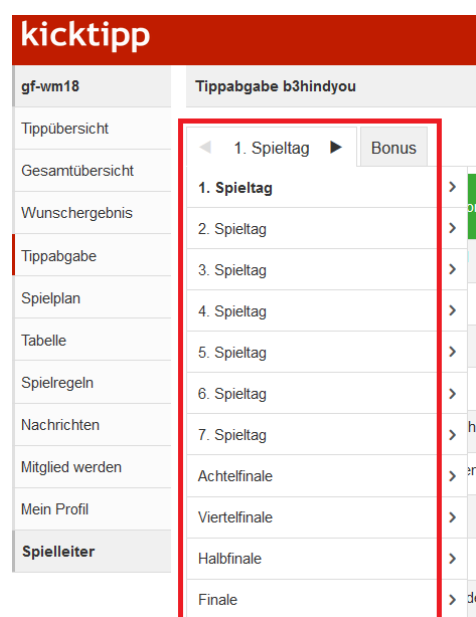 kicktipp
gf-wm18
Tippabgabe b3hindyou
Tippübersicht
Gesamtübersicht
Wunschergebnis
Tippabgabe
Spielplan
Tabelle
Spielregeln
Nachrichten
Mitglied werden
Mein Profil
Spielleiter
1. Spieltag
Bonus
1. Spieltag
2. Spieltag
3. Spieltag
4. Spieltag
5. Spieltag
6. Spieltag
7. Spieltag
Achtelfinale
Viertelfinale
Halbfinale
Finale